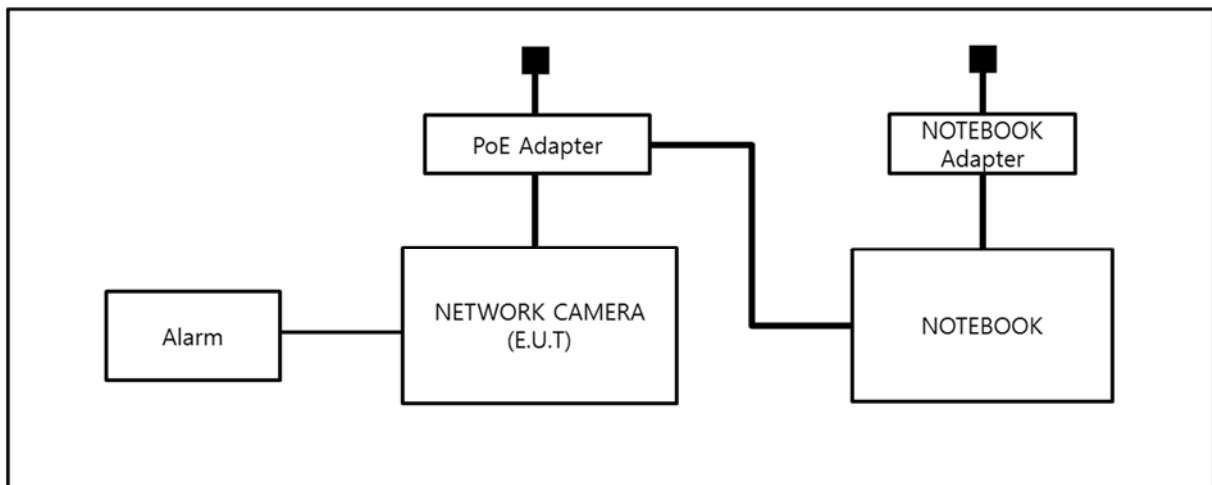 PoE Adapter
NOTEBOOK
Adapter
Alarm
NETWORK CAMERA
(E.U.T)
NOTEBOOK